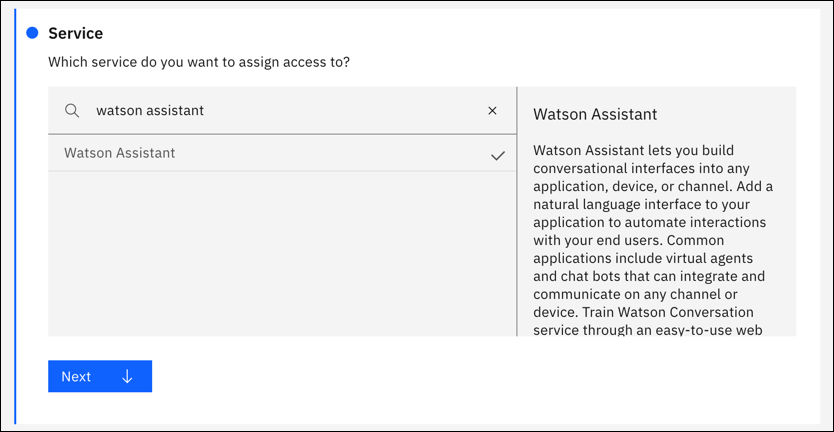 Service
Which service do you want to assign access to?
watson assistant
Watson Assistant
Watson Assistant
Watson Assistant lets you build
conversational interfaces into any
application, device, or channel. Add a
natural language interface to your
application to automate interactions
with your end users. Common
applications include virtual agents
and chat bots that can integrate and
communicate on any channel or
device. Train Watson Conversation
service through an easy-to-use web
Next